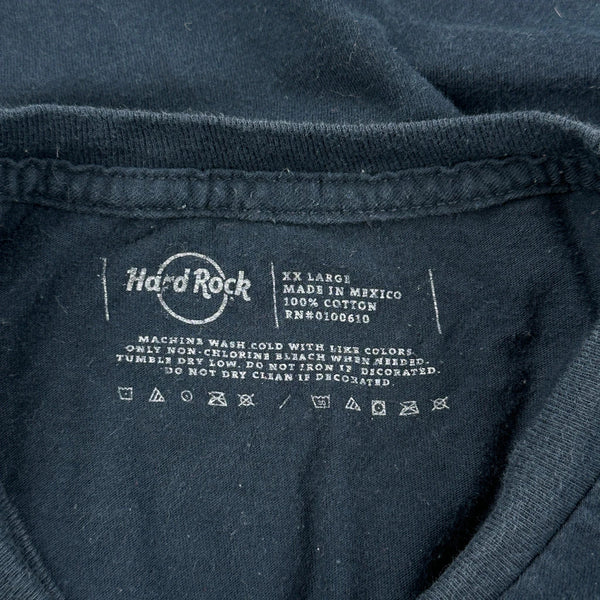 Hard Rock
XX LARGE
MADE IN MEXICO
100% COTTON
RN#0100610
MACHINE WASH COLD WITH LIKE COLORS
ONLY NON-CHLORINE BLEACH WHEN NEEDED.
TUMBLE DRY LOW. DO NOT IRON IF DECORATED.
DO NOT DRY CLEAN IF DECORATED.